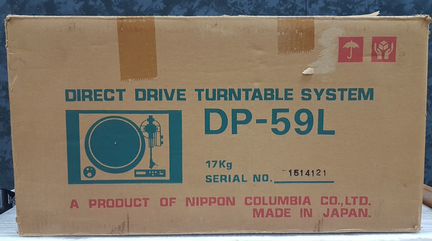 DIRECT DRIVE TURNTABLE SYSTEM
DP-59L
17Kg
SERIAL NO. 1514121
A PRODUCT OF NIPPON COLUMBIA CO.,LTD.
MADE IN JAPAN.